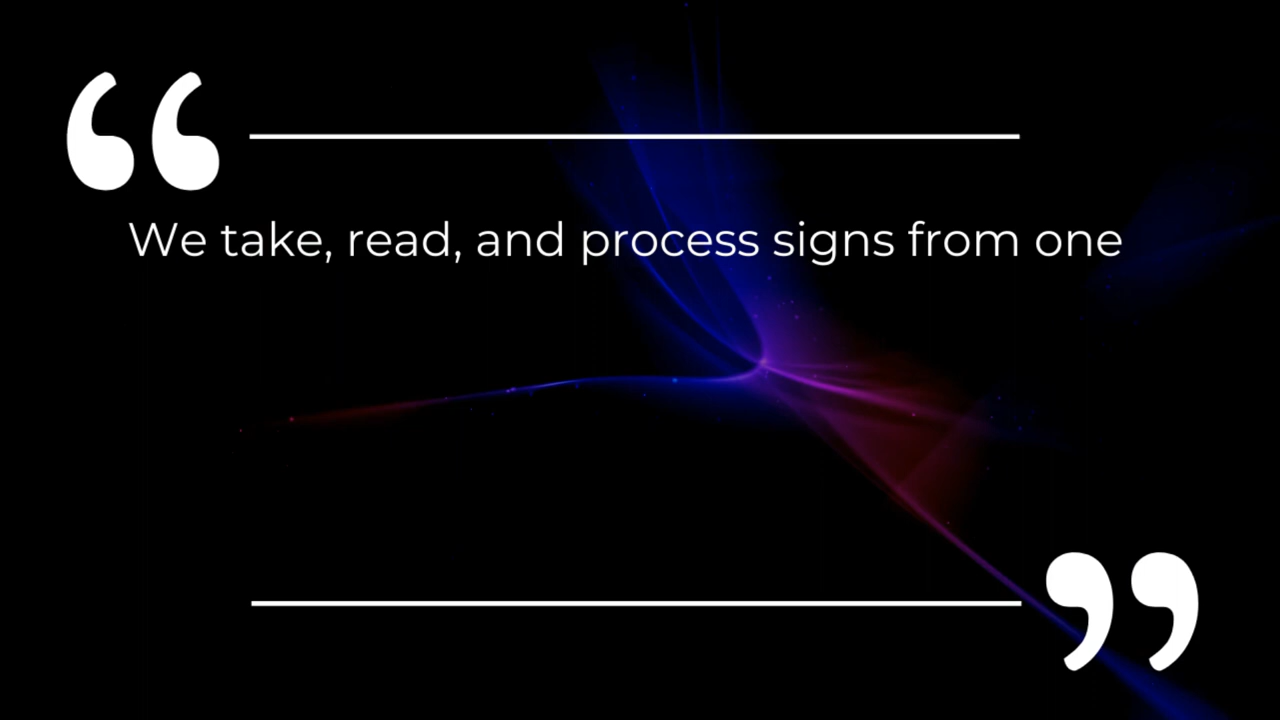 “
We take, read, and process signs from one
”